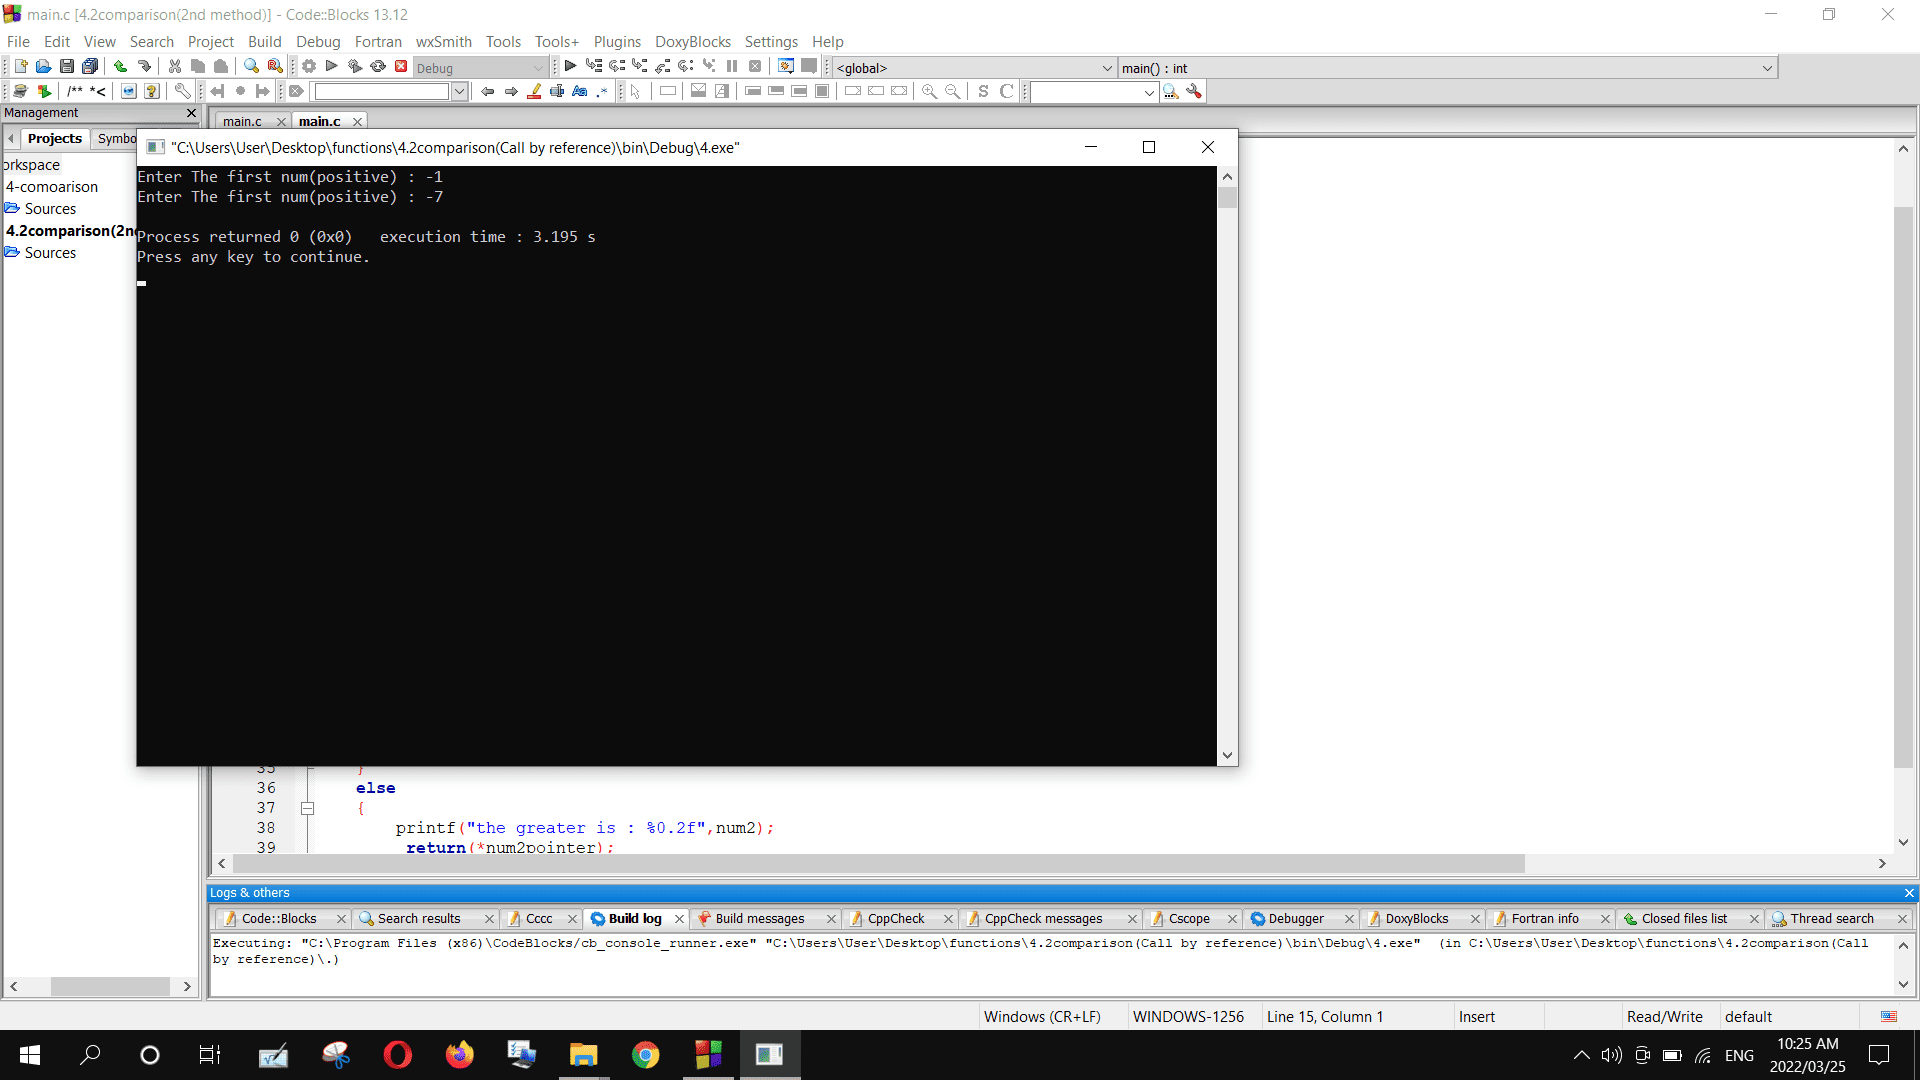 main.c [4.2comparison(2nd method)] - Code::Blocks 13.12
File Edit View Search Project Build Debug Fortran wxSmith Tools Tools+ Plugins DoxyBlocks Settings Help
Debug <global> main() : int
/** *<
S C
Management
main.c main.c
Projects Symbo
"C:\Users\User\Desktop\functions\4.2comparison(Call by reference)\bin\Debug\4.exe"
orkspace
4-comoarison
Sources
4.2comparison(2n
Sources
Enter The first num(positive) : -1
Enter The first num(positive) : -7
Process returned 0 (0x0)   execution time : 3.195 s
Press any key to continue.
35 }
36 else
37 {
38 printf("the greater is : %0.2f",num2);
39 return(*num2pointer);
Logs & others
Code::Blocks Search results Cccc Build log Build messages CppCheck CppCheck messages Cscope Debugger DoxyBlocks Fortran info Closed files list Thread search
Executing: "C:\Program Files (x86)\CodeBlocks/cb_console_runner.exe" "C:\Users\User\Desktop\functions\4.2comparison(Call by reference)\bin\Debug\4.exe"  (in C:\Users\User\Desktop\functions\4.2comparison(Call
by reference)\.)
Windows (CR+LF) WINDOWS-1256 Line 15, Column 1 Insert Read/Write default
ENG
10:25 AM
2022/03/25